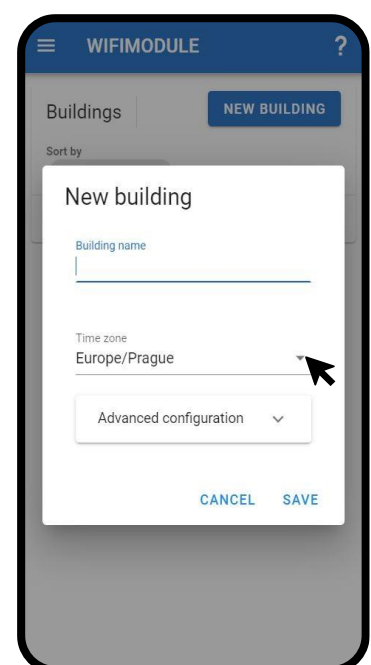 WIFIMODULE ?
Buildings NEW BUILDING
Sort by
New building
Building name
Time zone
Europe/Prague
Advanced configuration
CANCEL SAVE